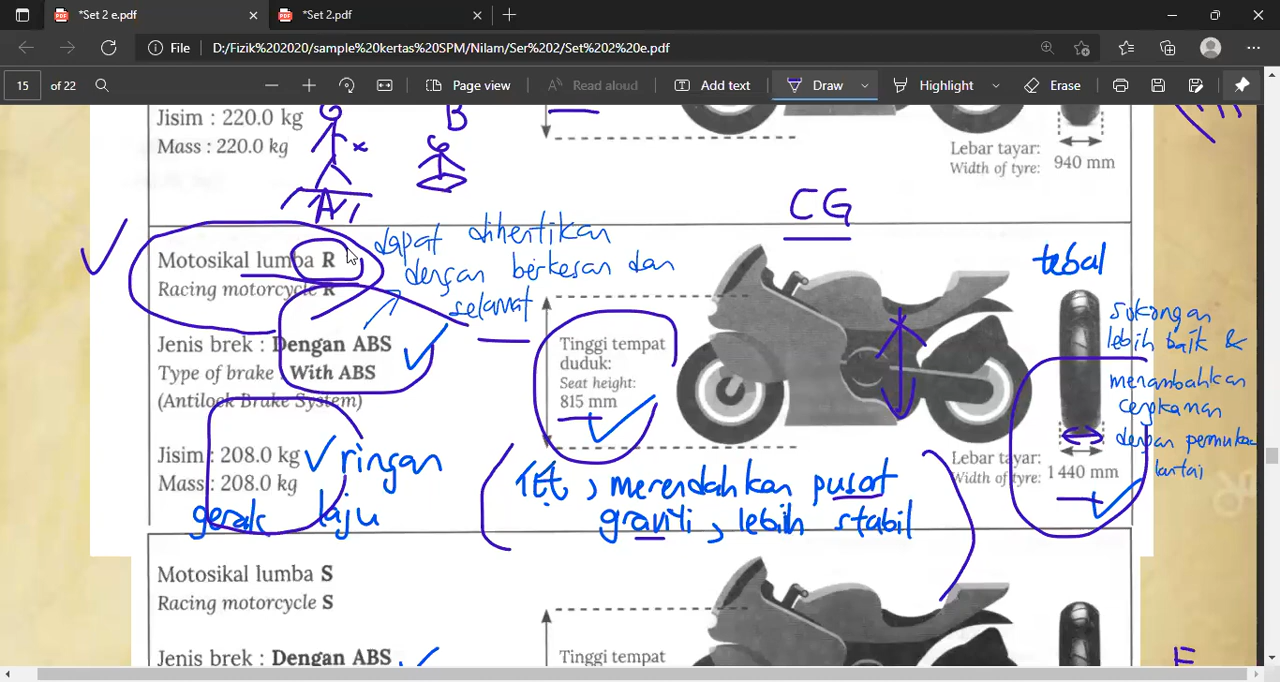 *Set 2 e.pdf
*Set 2.pdf
File
D:/Fizik%202020/sample%20kertas%20SPM/Nilam/Ser%202/Set%202%20e.pdf
15
of 22
Page view
Read aloud
Add text
Draw
Highlight
Erase
Jisim : 220.0 kg
Mass : 220.0 kg
B
Lebar tayar:
Width of tyre:
940 mm
CG
Motosikal lumba R
Racing motorcycle R
dapat dihentikan
dengan berkesan dan
selamat
Jenis brek : Dengan ABS
Type of brake : With ABS
(Antilock Brake System)
Jisim : 208.0 kg
Mass : 208.0 kg
ringan
gerak laju
Tinggi tempat
duduk:
Seat height:
815 mm
, merendahkan pusat
graviti, lebih stabil
tebal
sokongan
lebih baik &
menambahkan
cengkaman
dengan permukaan
lantai
Lebar tayar:
Width of tyre:
1 440 mm
Motosikal lumba S
Racing motorcycle S
Jenis brek : Dengan ABS
Tinggi tempat